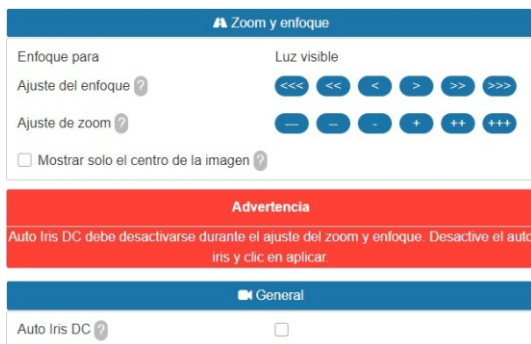 Zoom y enfoque
Enfoque para Luz visible
Ajuste del enfoque ? <<< << < > >> >>>
Ajuste de zoom ? --- -- - + ++ +++
Mostrar solo el centro de la imagen ?
Advertencia
Auto Iris DC debe desactivarse durante el ajuste del zoom y enfoque. Desactive el auto
iris y clic en aplicar.
General
Auto Iris DC ?